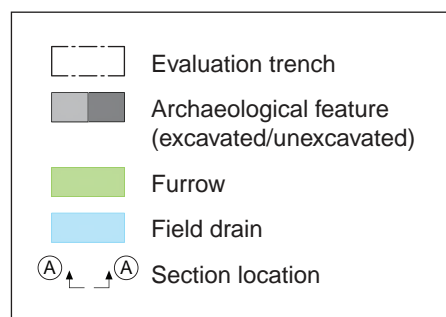 Evaluation trench
Archaeological feature
(excavated/unexcavated)
Furrow
Field drain
A A Section location